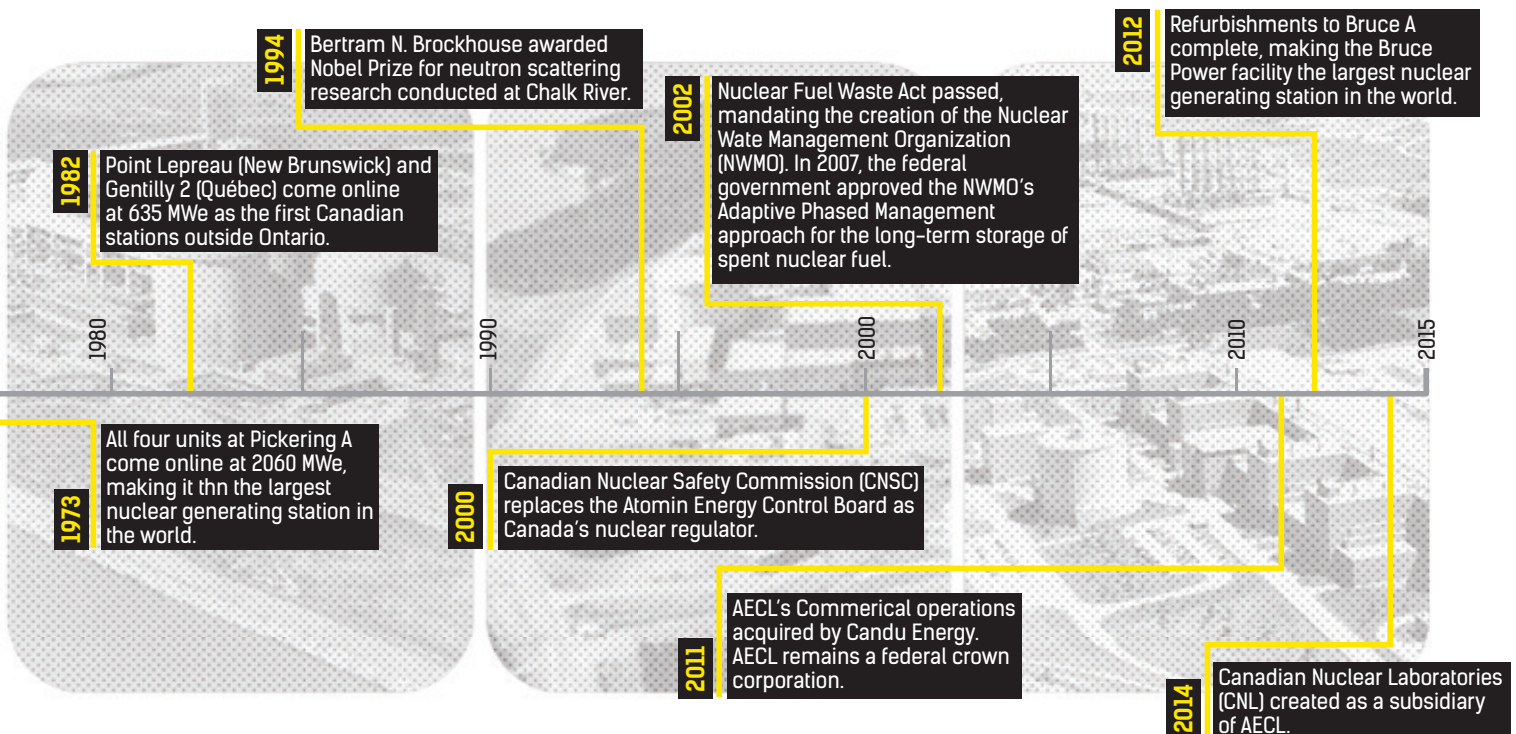 1994
Bertram N. Brockhouse awarded
Nobel Prize for neutron scattering
research conducted at Chalk River.
2012
Refurbishments to Bruce A
complete, making the Bruce
Power facility the largest nuclear
generating station in the world.
2002
Nuclear Fuel Waste Act passed,
mandating the creation of the Nuclear
Wate Management Organization
(NWMO). In 2007, the federal
government approved the NWMO's
Adaptive Phased Management
approach for the long-term storage of
spent nuclear fuel.
1982
Point Lepreau (New Brunswick) and
Gentilly 2 (Québec) come online
at 635 MWe as the first Canadian
stations outside Ontario.
1980
1990
2000
2010
2015
1973
All four units at Pickering A
come online at 2060 MWe,
making it thn the largest
nuclear generating station in
the world.
2000
Canadian Nuclear Safety Commission (CNSC)
replaces the Atomin Energy Control Board as
Canada's nuclear regulator.
2011
AECL's Commerical operations
acquired by Candu Energy.
AECL remains a federal crown
corporation.
2014
Canadian Nuclear Laboratories
(CNL) created as a subsidiary
of AECL.